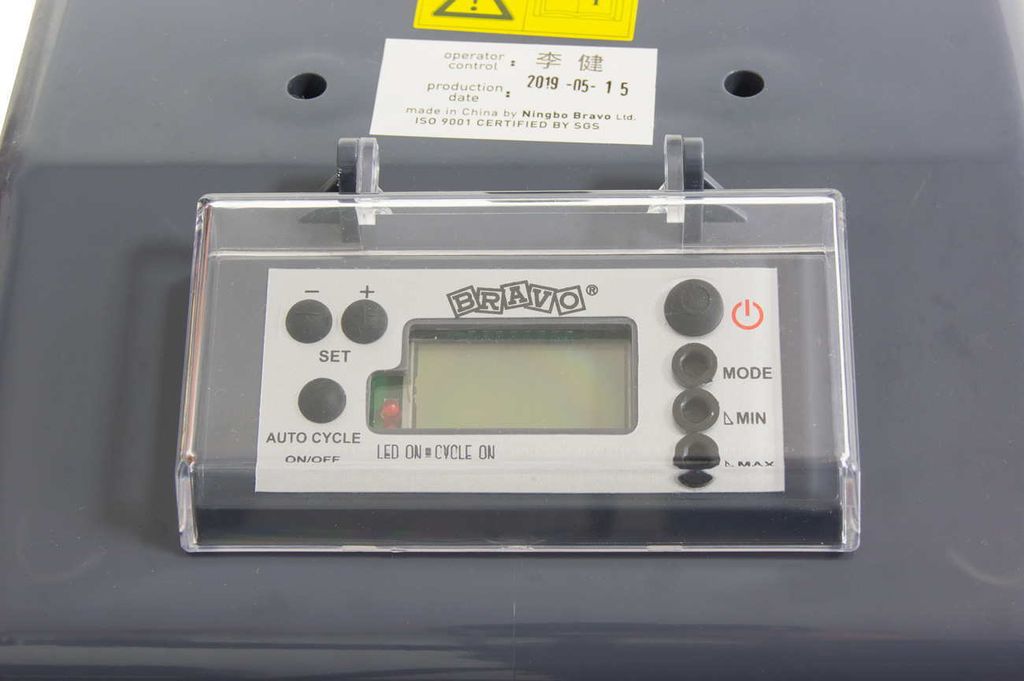 operator control : 李 健
production date : 2019 -05- 1 5
made in China by Ningbo Bravo Ltd.
ISO 9001 CERTIFIED BY SGS
BRAVO®
- +
SET
MODE
MIN
AUTO CYCLE
ON/OFF
LED ON = CYCLE ON
MAX